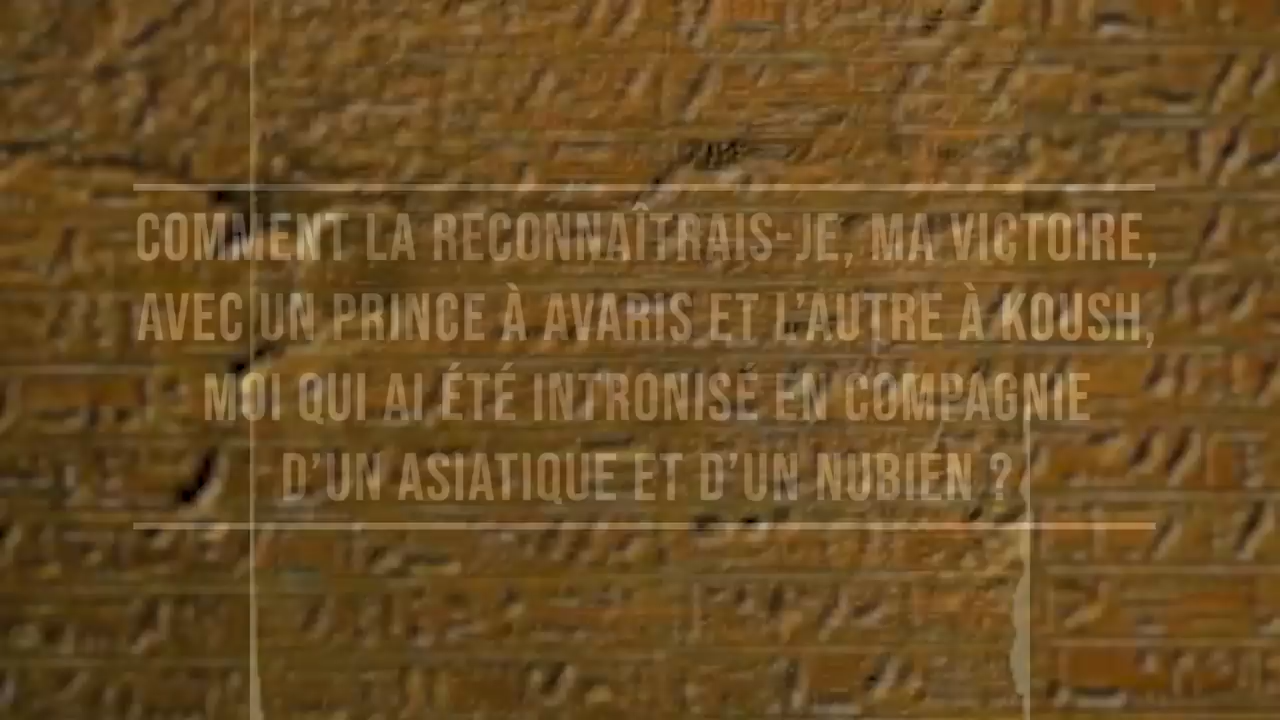 COMMENT LA RECONNAÎTRAIS-JE, MA VICTOIRE,
AVEC UN PRINCE À AVARIS ET L'AUTRE À KOUSH,
MOI QUI AI ÉTÉ INTRONISÉ EN COMPAGNIE
D'UN ASIATIQUE ET D'UN NUBIEN ?